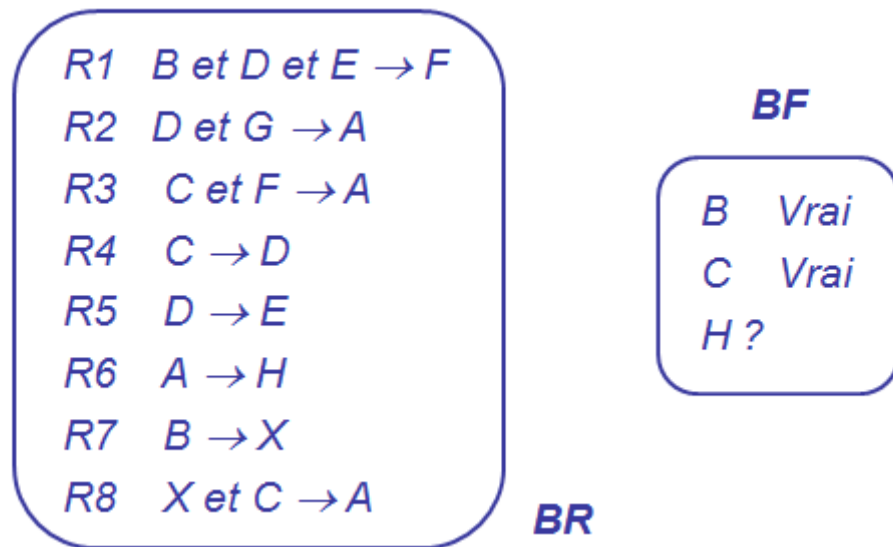 R1 B et D et E → F
R2 D et G → A
R3 C et F → A
R4 C → D
R5 D → E
R6 A → H
R7 B → X
R8 X et C → A
BR
BF
B Vrai
C Vrai
H ?